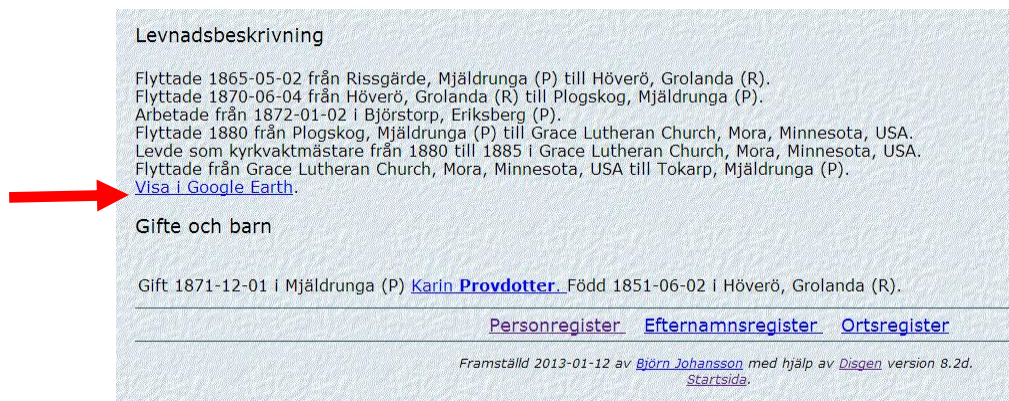 Levnadsbeskrivning
Flyttade 1865-05-02 från Rissgärde, Mjäldrunga (P) till Höverö, Grolanda (R).
Flyttade 1870-06-04 från Höverö, Grolanda (R) till Plogskog, Mjäldrunga (P).
Arbetade från 1872-01-02 i Björstorp, Eriksberg (P).
Flyttade 1880 från Plogskog, Mjäldrunga (P) till Grace Lutheran Church, Mora, Minnesota, USA.
Levde som kyrkvaktmästare från 1880 till 1885 i Grace Lutheran Church, Mora, Minnesota, USA.
Flyttade från Grace Lutheran Church, Mora, Minnesota, USA till Tokarp, Mjäldrunga (P).
Visa i Google Earth.
Gifte och barn
Gift 1871-12-01 i Mjäldrunga (P) Karin Provdotter. Född 1851-06-02 i Höverö, Grolanda (R).
Personregister Efternamnsregister Ortsregister
Framställd 2013-01-12 av Björn Johansson med hjälp av Disgen version 8.2d.
Startsida.